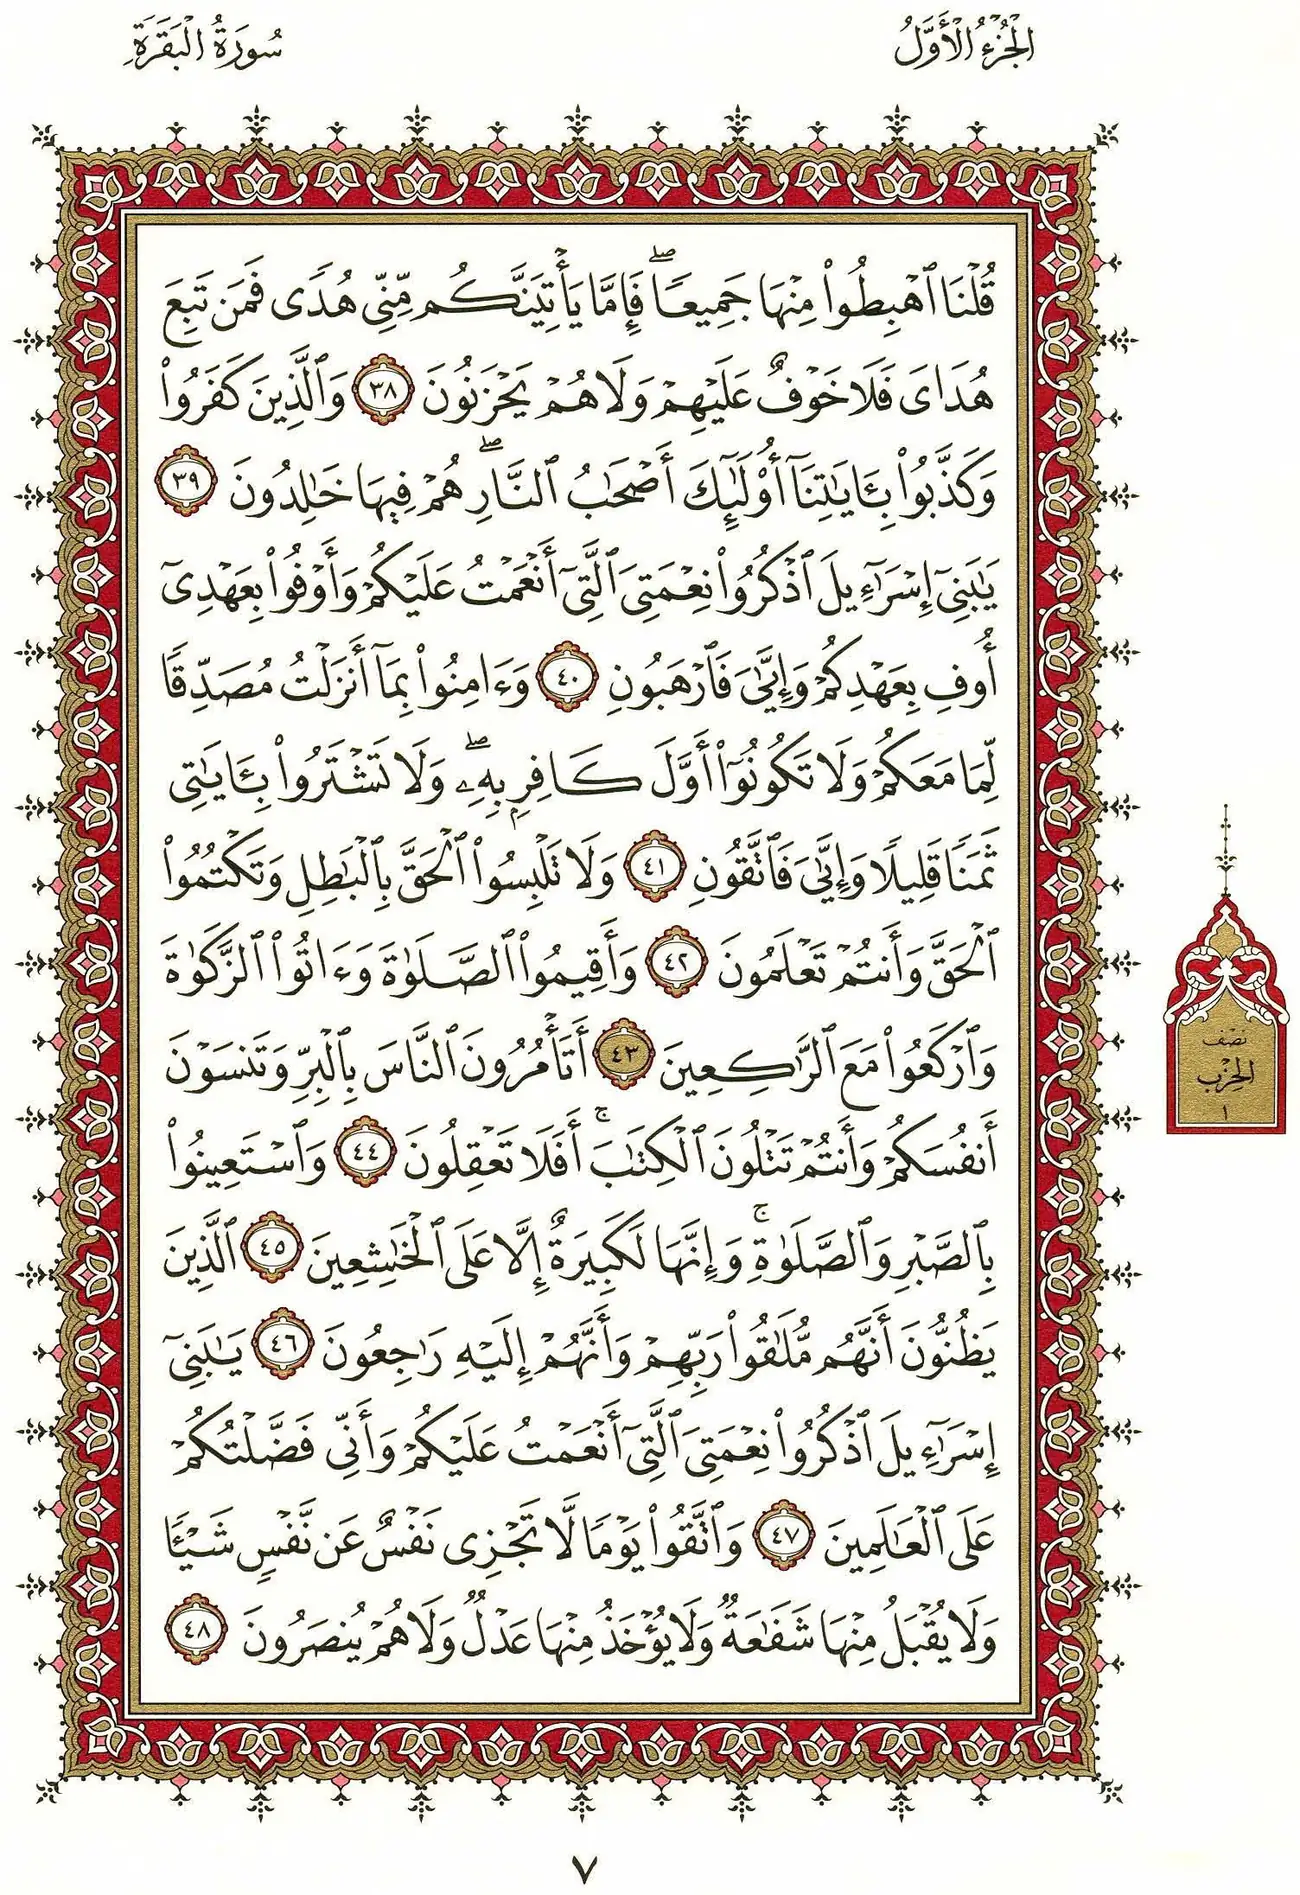 الجُزْءُ الْأَوَّلُ
سُورَةُ الْبَقَرَةِ
قُلْنَا ٱهْبِطُواْ مِنْهَا جَمِيعًاۖ فَإِمَّا يَأْتِيَنَّكُم مِّنِّى هُدًى فَمَن تَبِعَ
هُدَاىَ فَلَا خَوْفٌ عَلَيْهِمْ وَلَا هُمْ يَحْزَنُونَ ٣٨ وَٱلَّذِينَ كَفَرُواْ
وَكَذَّبُواْ بِـَٔايَـٰتِنَآ أُوْلَـٰٓئِكَ أَصْحَـٰبُ ٱلنَّارِۖ هُمْ فِيهَا خَـٰلِدُونَ ٣٩
يَـٰبَنِىٓ إِسْرَٰٓءِيلَ ٱذْكُرُواْ نِعْمَتِىَ ٱلَّتِىٓ أَنْعَمْتُ عَلَيْكُمْ وَأَوْفُواْ بِعَهْدِىٓ
أُوفِ بِعَهْدِكُمْ وَإِيَّـٰىَ فَٱرْهَبُونِ ٤٠ وَءَامِنُواْ بِمَآ أَنزَلْتُ مُصَدِّقًا
لِّمَا مَعَكُمْ وَلَا تَكُونُوٓاْ أَوَّلَ كَافِرِۭ بِهِۦۖ وَلَا تَشْتَرُواْ بِـَٔايَـٰتِى
ثَمَنًا قَلِيلًا وَإِيَّـٰىَ فَٱتَّقُونِ ٤١ وَلَا تَلْبِسُواْ ٱلْحَقَّ بِٱلْبَـٰطِلِ وَتَكْتُمُواْ
ٱلْحَقَّ وَأَنتُمْ تَعْلَمُونَ ٤٢ وَأَقِيمُواْ ٱلصَّلَوٰةَ وَءَاتُواْ ٱلزَّكَوٰةَ
وَٱرْكَعُواْ مَعَ ٱلرَّٰكِعِينَ ٤٣ أَتَأْمُرُونَ ٱلنَّاسَ بِٱلْبِرِّ وَتَنسَوْنَ
أَنفُسَكُمْ وَأَنتُمْ تَتْلُونَ ٱلْكِتَـٰبَۚ أَفَلَا تَعْقِلُونَ ٤٤ وَٱسْتَعِينُواْ
بِٱلصَّبْرِ وَٱلصَّلَوٰةِۚ وَإِنَّهَا لَكَبِيرَةٌ إِلَّا عَلَى ٱلْخَـٰشِعِينَ ٤٥ ٱلَّذِينَ
يَظُنُّونَ أَنَّهُم مُّلَـٰقُواْ رَبِّهِمْ وَأَنَّهُمْ إِلَيْهِ رَٰجِعُونَ ٤٦ يَـٰبَنِىٓ
إِسْرَٰٓءِيلَ ٱذْكُرُواْ نِعْمَتِىَ ٱلَّتِىٓ أَنْعَمْتُ عَلَيْكُمْ وَأَنِّى فَضَّلْتُكُمْ
عَلَى ٱلْعَـٰلَمِينَ ٤٧ وَٱتَّقُواْ يَوْمًا لَّا تَجْزِى نَفْسٌ عَن نَّفْسٍ شَيْـًٔا
وَلَا يُقْبَلُ مِنْهَا شَفَـٰعَةٌ وَلَا يُؤْخَذُ مِنْهَا عَدْلٌ وَلَا هُمْ يُنصَرُونَ ٤٨
نصف
الحزب
١
٧